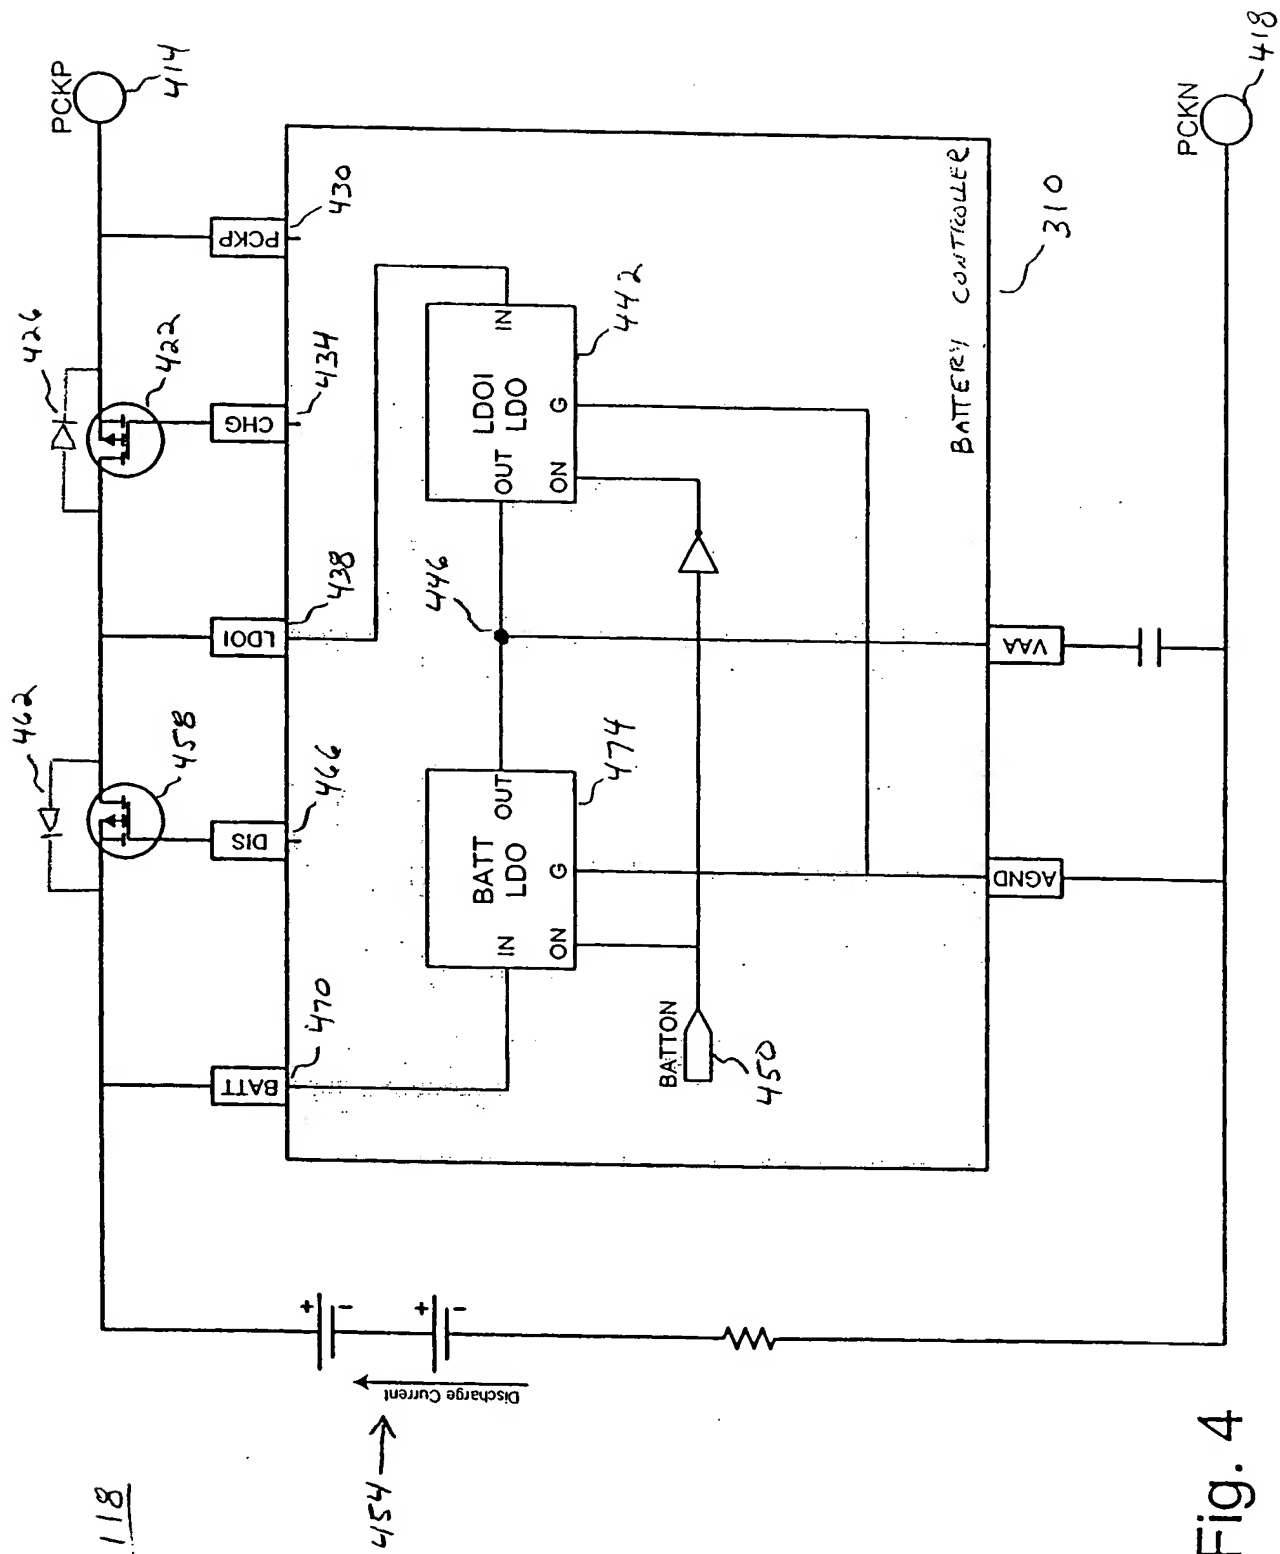 118
PCKP
414
426
422
462
458
PCKP
430
CHG
434
LDOI
438
DIS
466
BATT
470
LDOI
LDO
IN
OUT
ON
G
442
446
BATT
LDO
IN
OUT
ON
G
474
BATTON
450
BATTERY CONTROLLER
310
VAA
AGND
+
-
+
-
Discharge Current
454
PCKN
418
Fig. 4